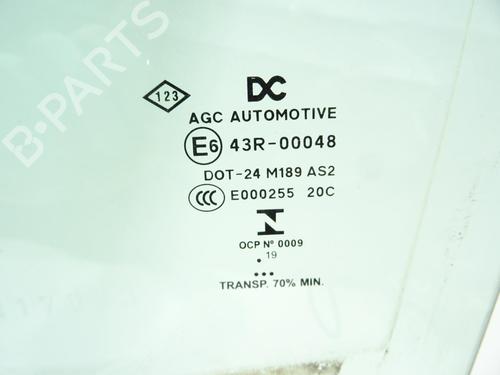 B-PARTS
123
DC
AGC AUTOMOTIVE
E6 43R-00048
DOT-24 M189 AS2
CCC E000255 20C
OCP Nº 0009
. 19
...
TRANSP. 70% MIN.